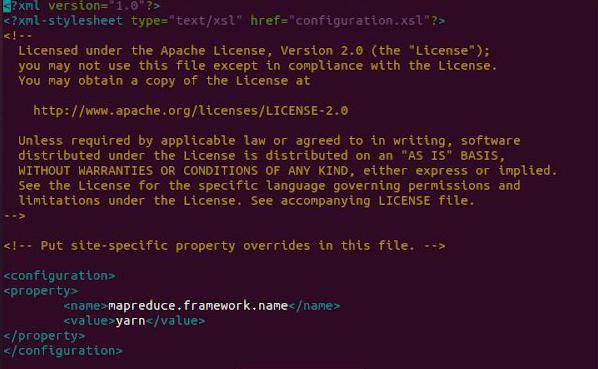 <?xml version="1.0"?>
<?xml-stylesheet type="text/xsl" href="configuration.xsl"?>
<!--
  Licensed under the Apache License, Version 2.0 (the "License");
  you may not use this file except in compliance with the License.
  You may obtain a copy of the License at

    http://www.apache.org/licenses/LICENSE-2.0

  Unless required by applicable law or agreed to in writing, software
  distributed under the License is distributed on an "AS IS" BASIS,
  WITHOUT WARRANTIES OR CONDITIONS OF ANY KIND, either express or implied.
  See the License for the specific language governing permissions and
  limitations under the License. See accompanying LICENSE file.
-->

<!-- Put site-specific property overrides in this file. -->

<configuration>
<property>
        <name>mapreduce.framework.name</name>
        <value>yarn</value>
</property>
</configuration>